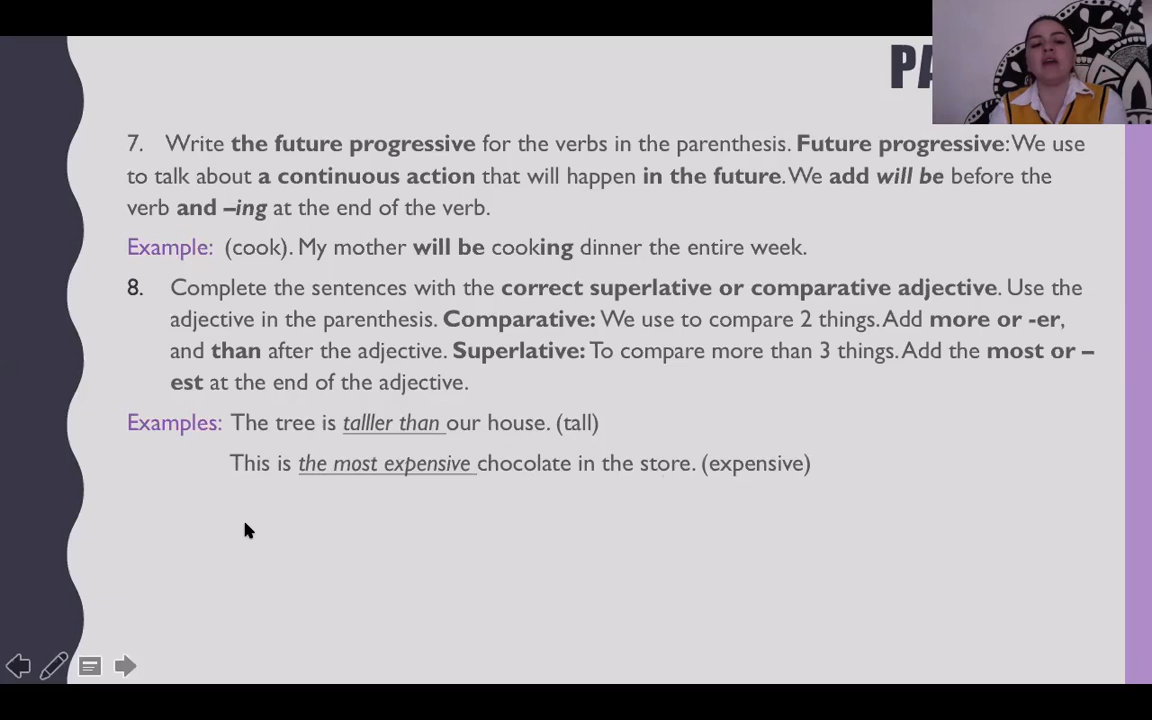 PA
7. Write the future progressive for the verbs in the parenthesis. Future progressive: We use
to talk about a continuous action that will happen in the future. We add will be before the
verb and –ing at the end of the verb.
Example: (cook). My mother will be cooking dinner the entire week.
8. Complete the sentences with the correct superlative or comparative adjective. Use the
adjective in the parenthesis. Comparative: We use to compare 2 things. Add more or -er,
and than after the adjective. Superlative: To compare more than 3 things. Add the most or –
est at the end of the adjective.
Examples: The tree is talller than our house. (tall)
This is the most expensive chocolate in the store. (expensive)